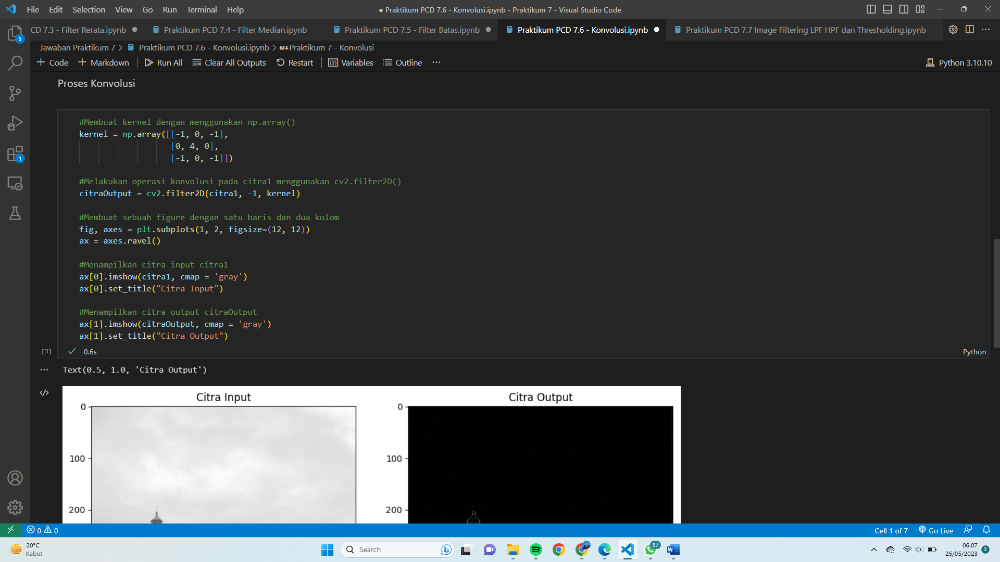 File Edit Selection View Go Run Terminal Help
● Praktikum PCD 7.6 - Konvolusi.ipynb - Praktikum 7 - Visual Studio Code
CD 7.3 - Filter Rerata.ipynb
Praktikum PCD 7.4 - Filter Median.ipynb
Praktikum PCD 7.5 - Filter Batas.ipynb
Praktikum PCD 7.6 - Konvolusi.ipynb
Praktikum PCD 7.7 Image Filtering LPF HPF dan Thresholding.ipynb
5
Jawaban Praktikum 7 > Praktikum PCD 7.6 - Konvolusi.ipynb > M↓Praktikum 7 - Konvolusi
+ Code + Markdown Run All Clear All Outputs Restart Variables Outline ... Python 3.10.10
Proses Konvolusi
#Membuat kernel dengan menggunakan np.array()
kernel = np.array([[-1, 0, -1],
[0, 4, 0],
[-1, 0, -1]])
1
#Melakukan operasi konvolusi pada citra1 menggunakan cv2.filter2D()
citraOutput = cv2.filter2D(citra1, -1, kernel)
#Membuat sebuah figure dengan satu baris dan dua kolom
fig, axes = plt.subplots(1, 2, figsize=(12, 12))
ax = axes.ravel()
#Menampilkan citra input citra1
ax[0].imshow(citra1, cmap = 'gray')
ax[0].set_title("Citra Input")
#Menampilkan citra output citraOutput
ax[1].imshow(citraOutput, cmap = 'gray')
ax[1].set_title("Citra Output")
[3] 0.6s Python
Text(0.5, 1.0, 'Citra Output')
Citra Input Citra Output
0 0
100 100
200 200
0 0 Cell 1 of 7 Go Live
20°C
Kabut
Search
97
06:07
25/05/2023
3